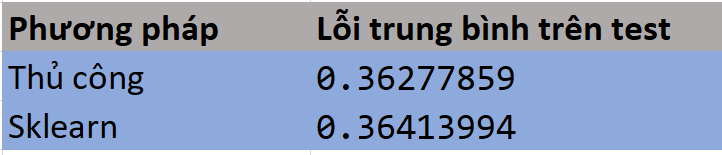 Phương pháp Lỗi trung bình trên test
Thủ công 0.36277859
Sklearn 0.36413994